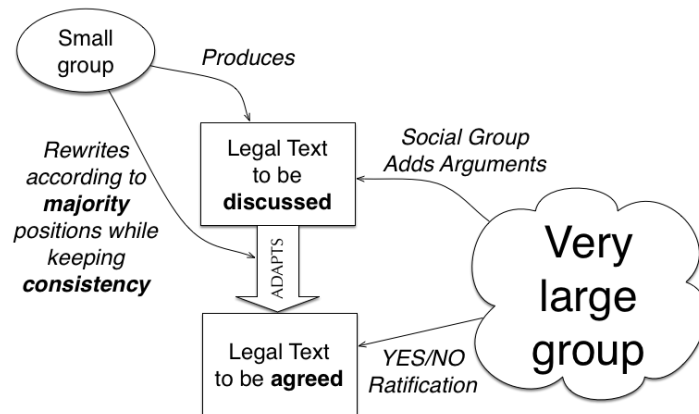 Small
group
Produces
Rewrites
according to
majority
positions while
keeping
consistency
Legal Text
to be
discussed
Social Group
Adds Arguments
ADAPTS
Very
large
group
Legal Text
to be agreed
YES/NO
Ratification